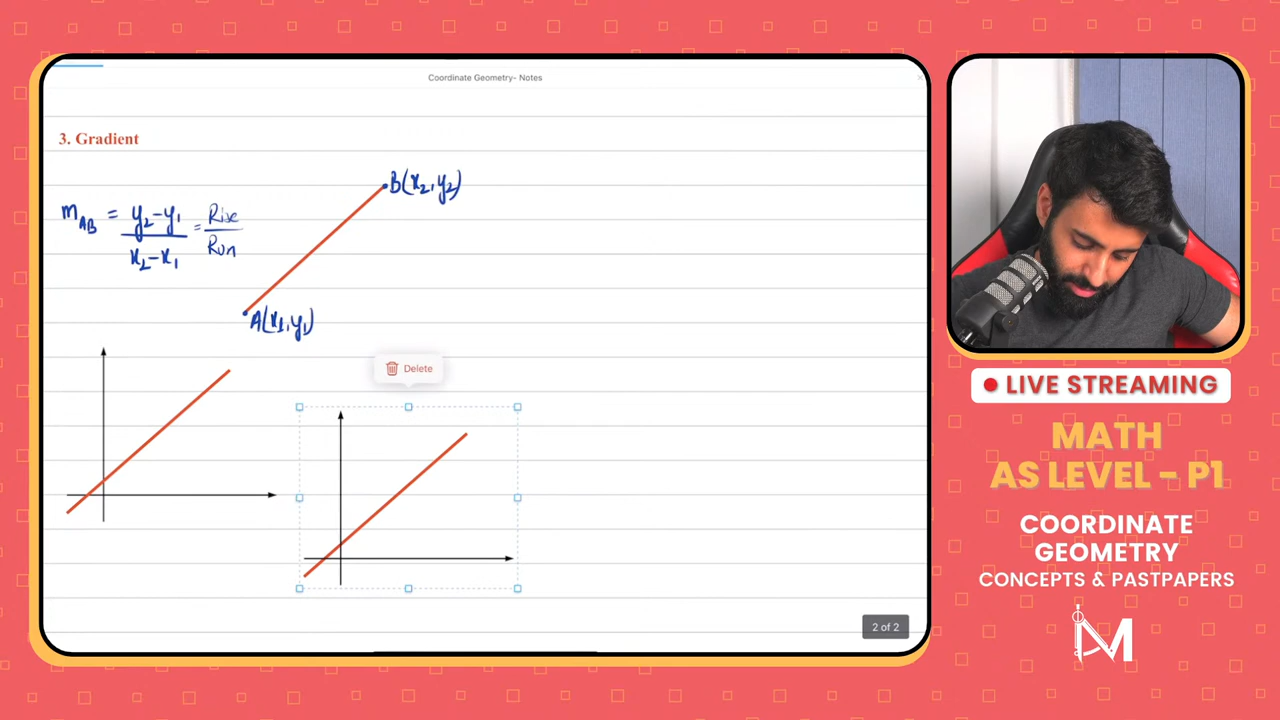 Coordinate Geometry- Notes
3. Gradient
B(x₂, y₂)
m_AB = y₂-y₁ / x₂-x₁ = Rise / Run
A(x₁, y₁)
Delete
2 of 2
LIVE STREAMING
MATH
AS LEVEL - P1
COORDINATE
GEOMETRY
CONCEPTS & PASTPAPERS
M